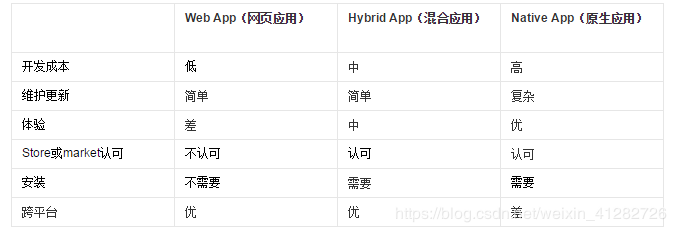 Web App（网页应用） Hybrid App（混合应用） Native App（原生应用）
开发成本 低 中 高
维护更新 简单 简单 复杂
体验 差 中 优
Store或market认可 不认可 认可 认可
安装 不需要 需要 需要
跨平台 优 优 差
https://blog.csdn.net/weixin_41282726